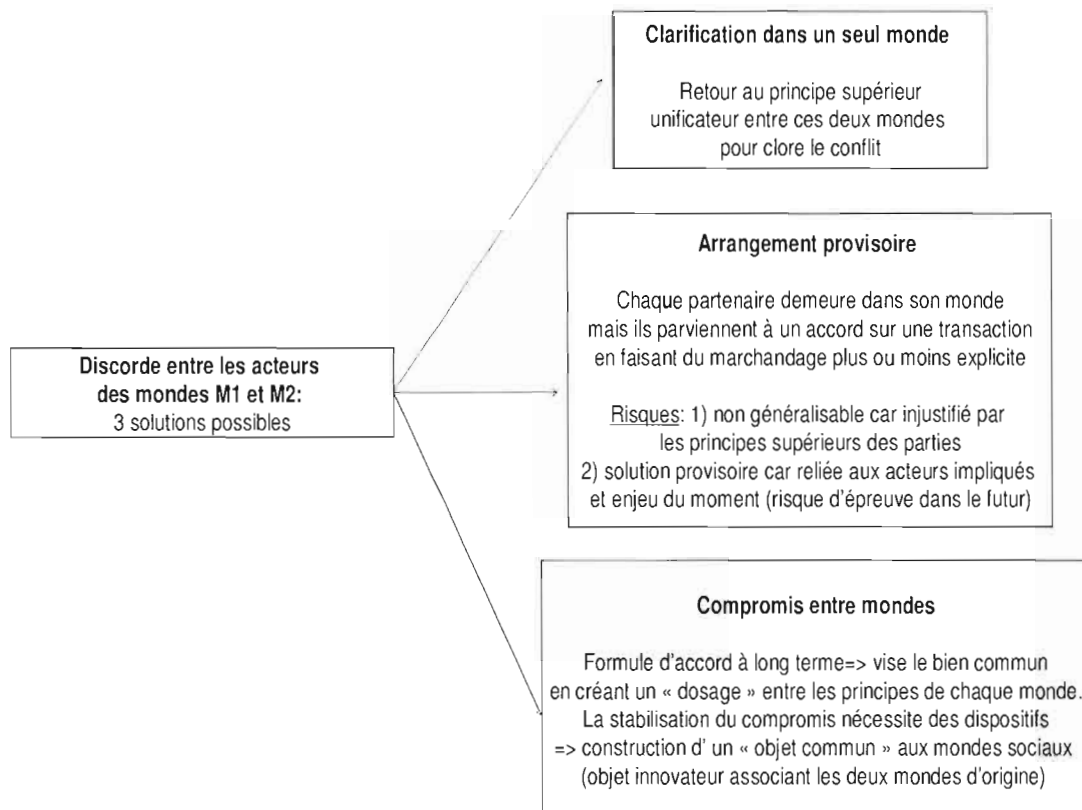 Clarification dans un seul monde
Retour au principe supérieur
unificateur entre ces deux mondes
pour clore le conflit
Arrangement provisoire
Chaque partenaire demeure dans son monde
mais ils parviennent à un accord sur une transaction
en faisant du marchandage plus ou moins explicite
Risques: 1) non généralisable car injustifié par
les principes supérieurs des parties
2) solution provisoire car reliée aux acteurs impliqués
et enjeu du moment (risque d'épreuve dans le futur)
Discorde entre les acteurs
des mondes M1 et M2:
3 solutions possibles
Compromis entre mondes
Formule d'accord à long terme=> vise le bien commun
en créant un « dosage » entre les principes de chaque monde.
La stabilisation du compromis nécessite des dispositifs
=> construction d' un « objet commun » aux mondes sociaux
(objet innovateur associant les deux mondes d'origine)